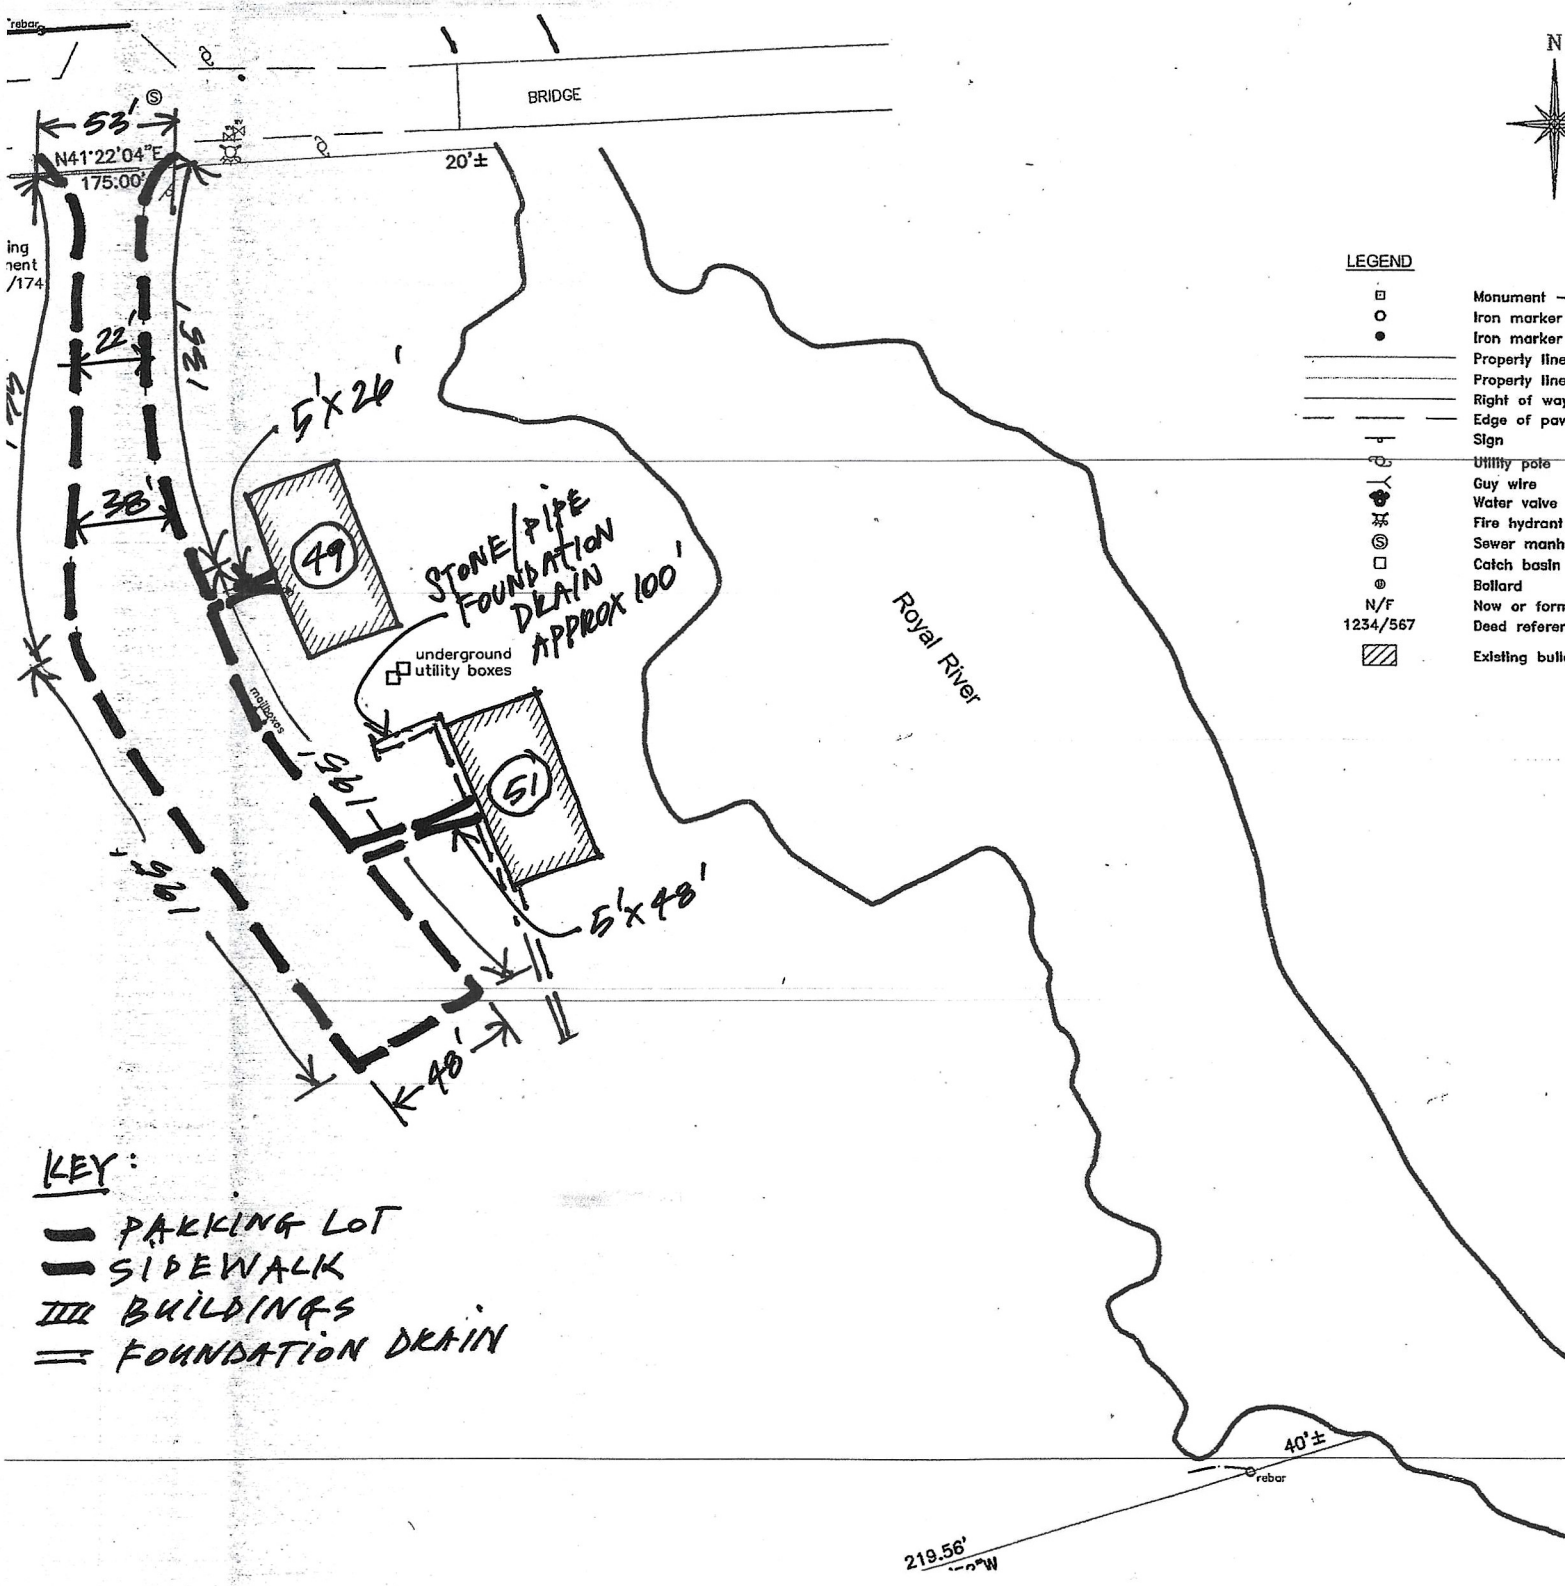 rebar
BRIDGE
N
S
53'
N41°22'04"E
175.00'
20'±
ing
nent
/174
LEGEND
Monument —
Iron marker
Iron marker
Property line
Property line
Right of way
Edge of pav
Sign
Utility pole
Guy wire
Water valve
Fire hydrant
S Sewer manh
Catch basin
Bollard
N/F Now or form
1234/567 Deed referen
Existing buil
22'
135'
5'X26'
38'
49
STONE/PIPE
FOUNDATION
DRAIN
APPROX 100'
underground
utility boxes
Royal River
mailboxes
195'
51
195'
5'X48'
48'
KEY:
PARKING LOT
SIDEWALK
BUILDINGS
FOUNDATION DRAIN
40'±
rebar
219.56'